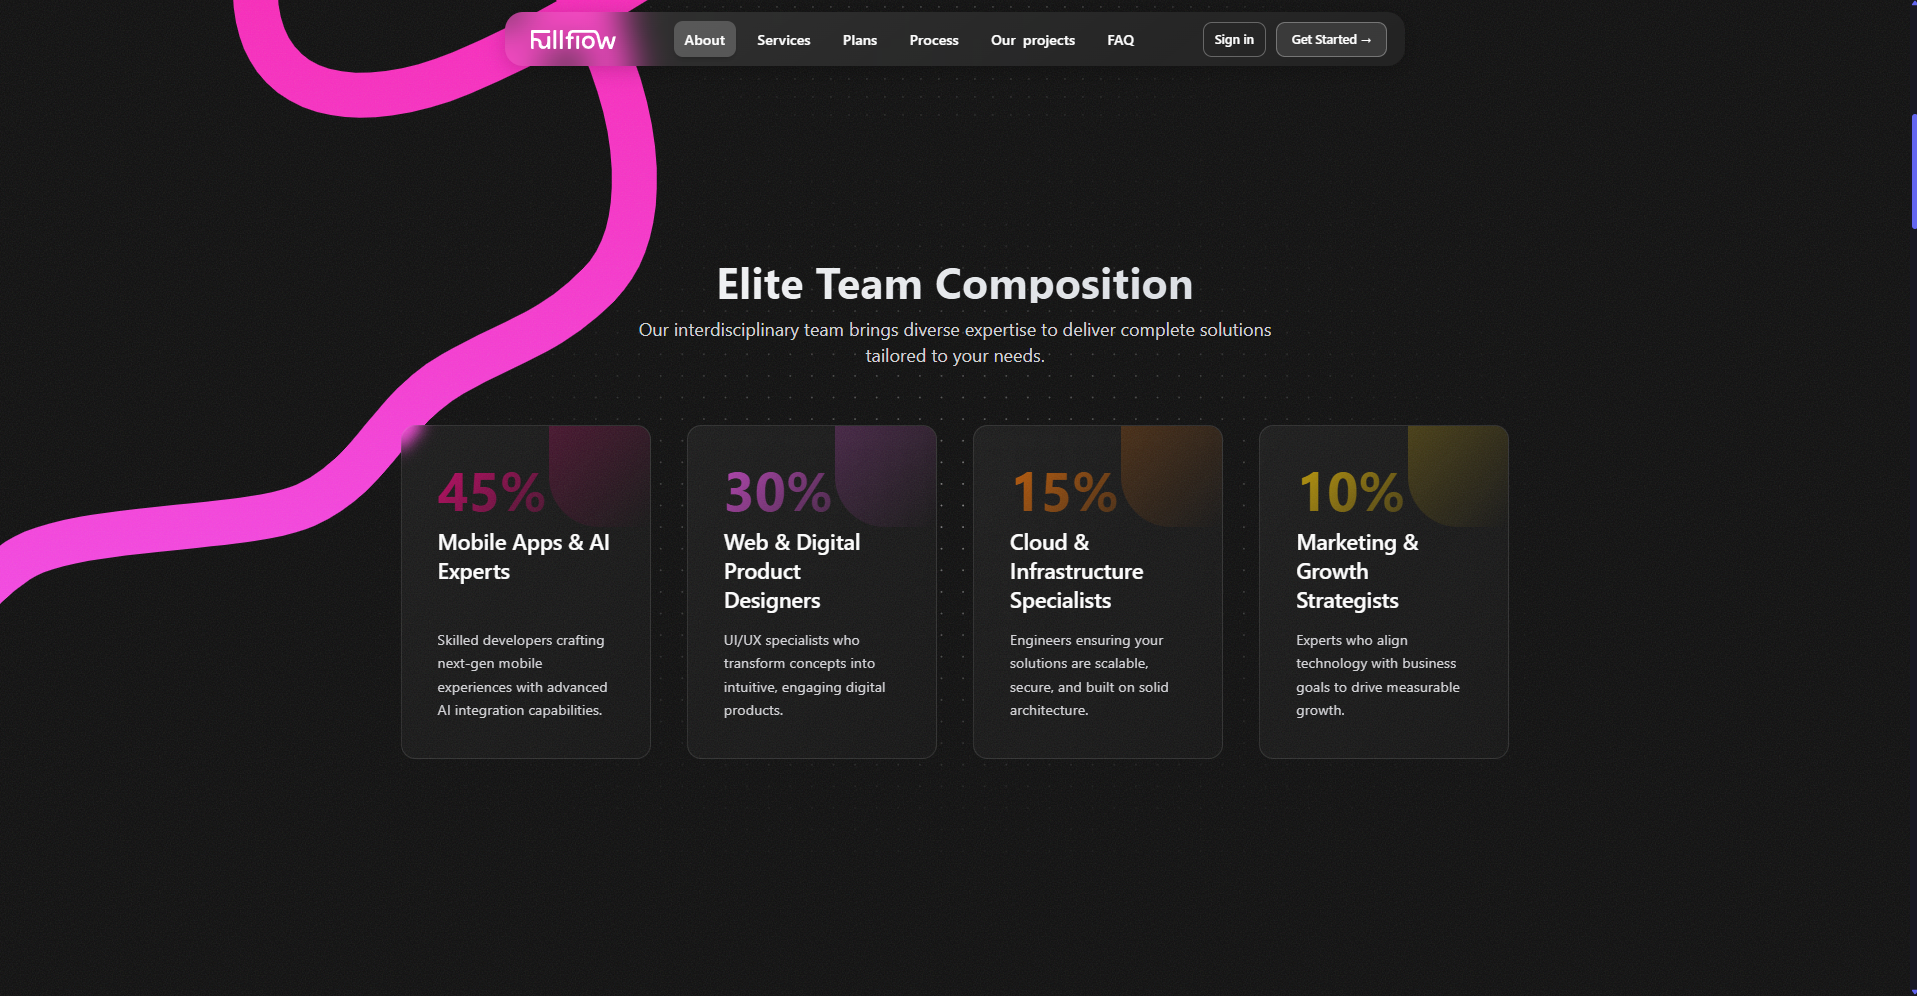 Fullflow
About Services Plans Process Our projects FAQ Sign in Get Started →
Elite Team Composition
Our interdisciplinary team brings diverse expertise to deliver complete solutions
tailored to your needs.
45%
Mobile Apps & AI
Experts
Skilled developers crafting
next-gen mobile
experiences with advanced
AI integration capabilities.
30%
Web & Digital
Product
Designers
UI/UX specialists who
transform concepts into
intuitive, engaging digital
products.
15%
Cloud &
Infrastructure
Specialists
Engineers ensuring your
solutions are scalable,
secure, and built on solid
architecture.
10%
Marketing &
Growth
Strategists
Experts who align
technology with business
goals to drive measurable
growth.